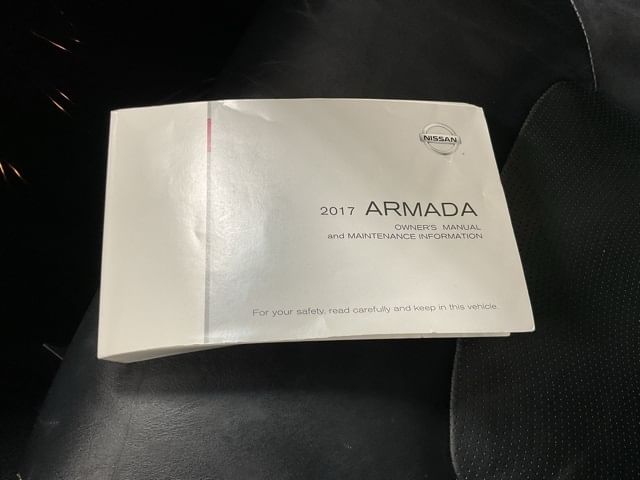 NISSAN
2017 ARMADA
OWNER'S MANUAL
and MAINTENANCE INFORMATION
For your safety, read carefully and keep in this vehicle.